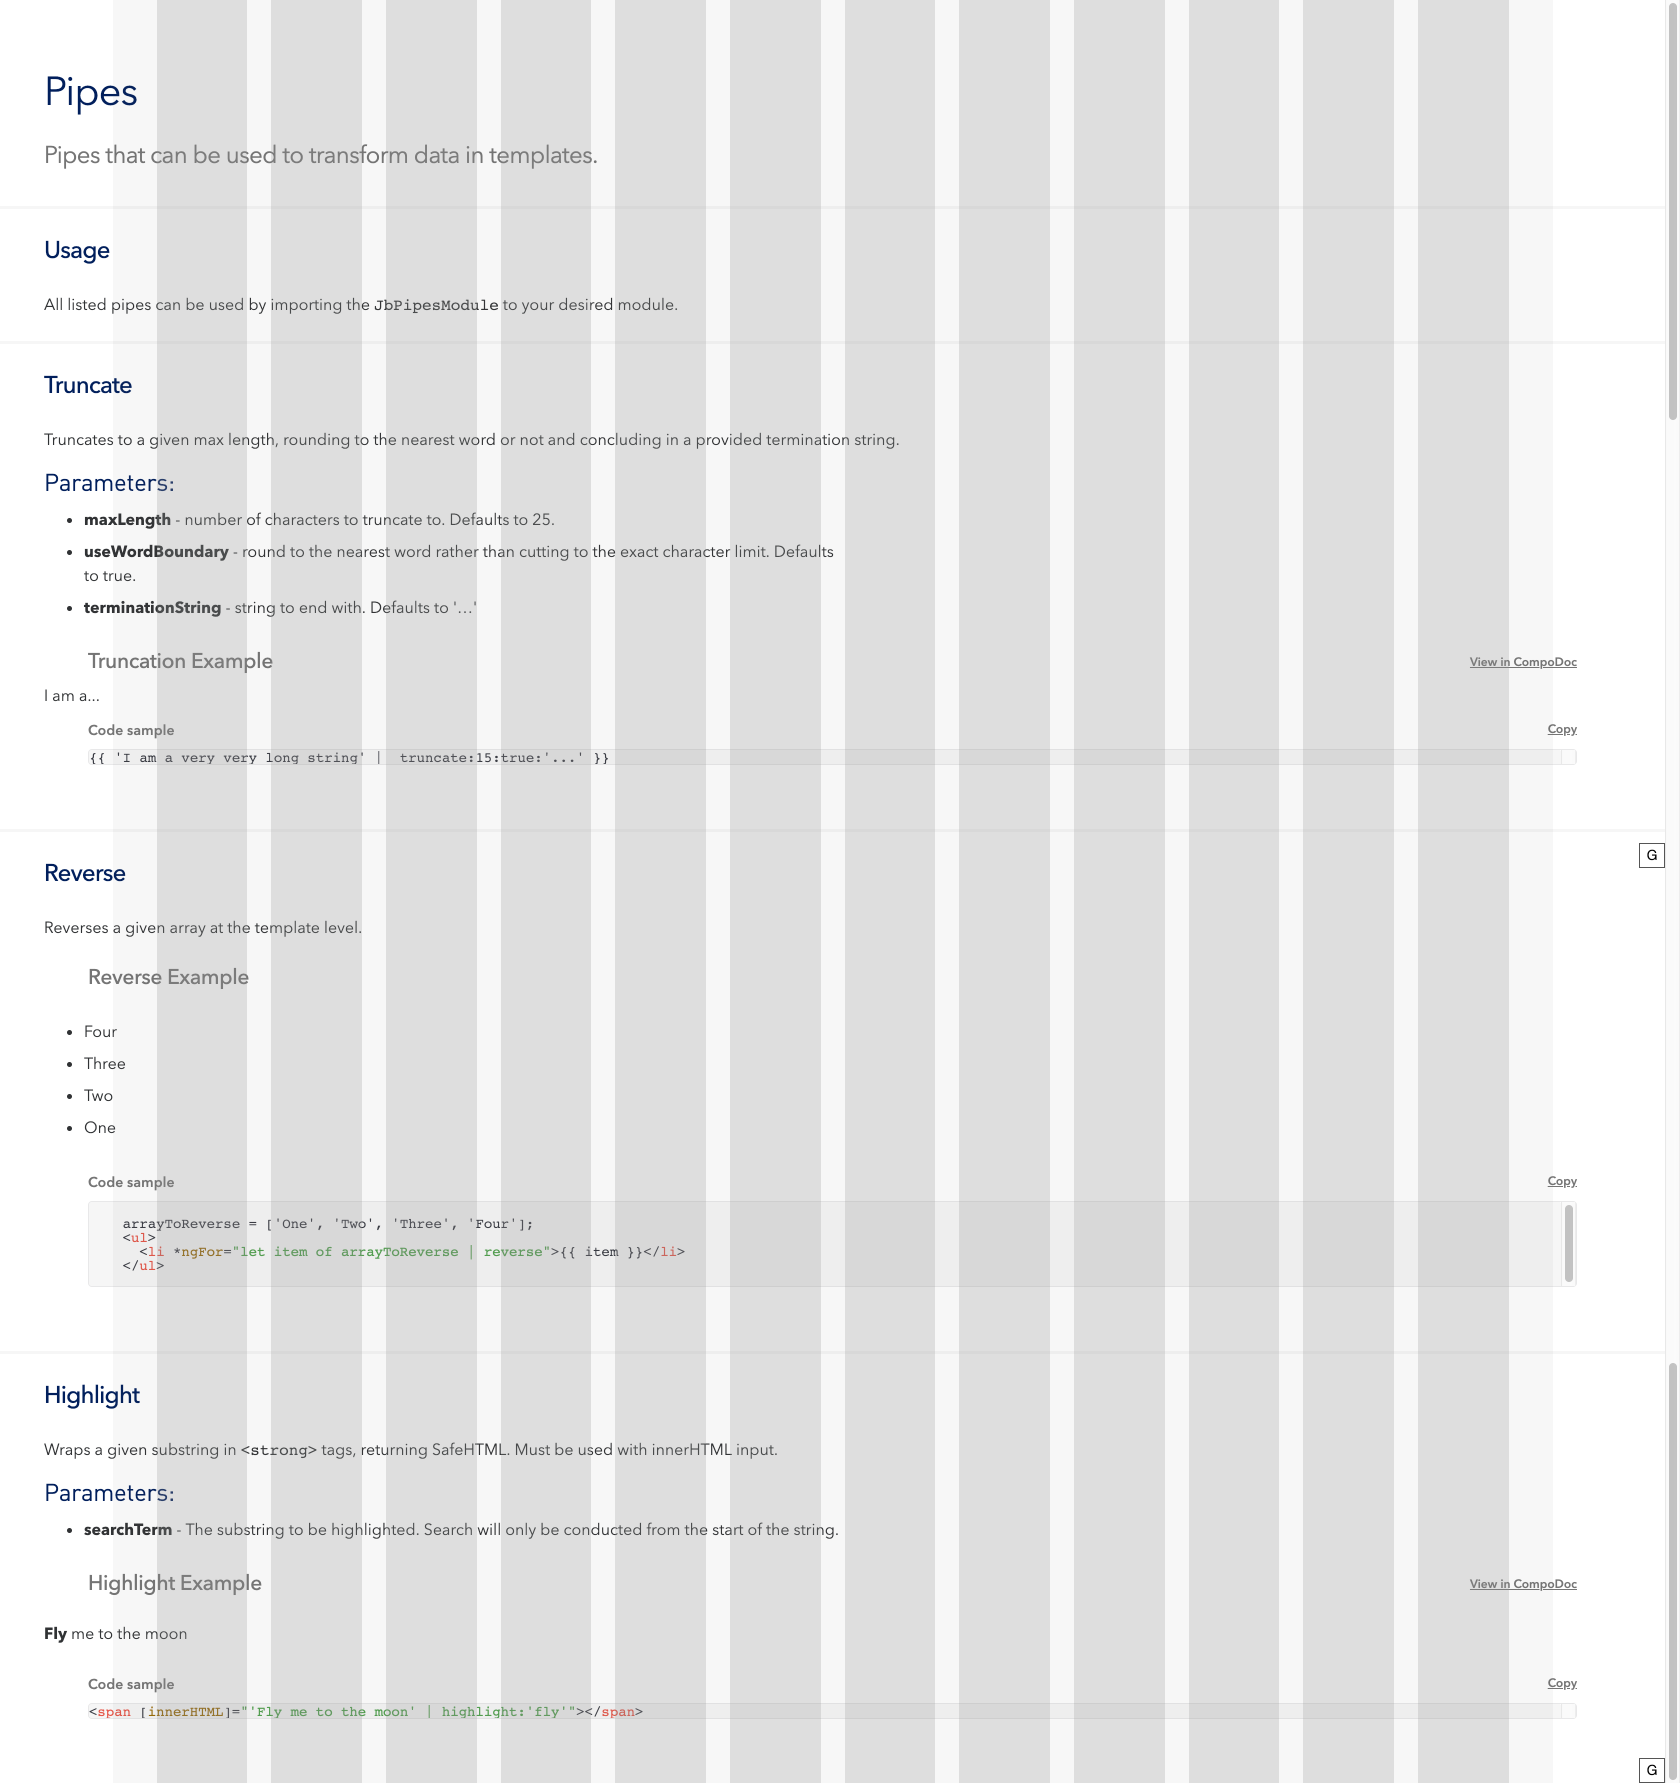 Pipes
Pipes that can be used to transform data in templates.
Usage
All listed pipes can be used by importing the JbPipesModule to your desired module.
Truncate
Truncates to a given max length, rounding to the nearest word or not and concluding in a provided termination string.
Parameters:
• maxLength - number of characters to truncate to. Defaults to 25.
• useWordBoundary - round to the nearest word rather than cutting to the exact character limit. Defaults
to true.
• terminationString - string to end with. Defaults to '...'
Truncation Example View in CompoDoc
I am a...
Code sample Copy
{{ 'I am a very very long string' |  truncate:15:true:'...' }}
G
Reverse
Reverses a given array at the template level.
Reverse Example
• Four
• Three
• Two
• One
Code sample Copy
arrayToReverse = ['One', 'Two', 'Three', 'Four'];
<ul>
  <li *ngFor="let item of arrayToReverse | reverse">{{ item }}</li>
</ul>
Highlight
Wraps a given substring in <strong> tags, returning SafeHTML. Must be used with innerHTML input.
Parameters:
• searchTerm - The substring to be highlighted. Search will only be conducted from the start of the string.
Highlight Example View in CompoDoc
Fly me to the moon
Code sample Copy
<span [innerHTML]="'Fly me to the moon' | highlight:'fly'"></span>
G